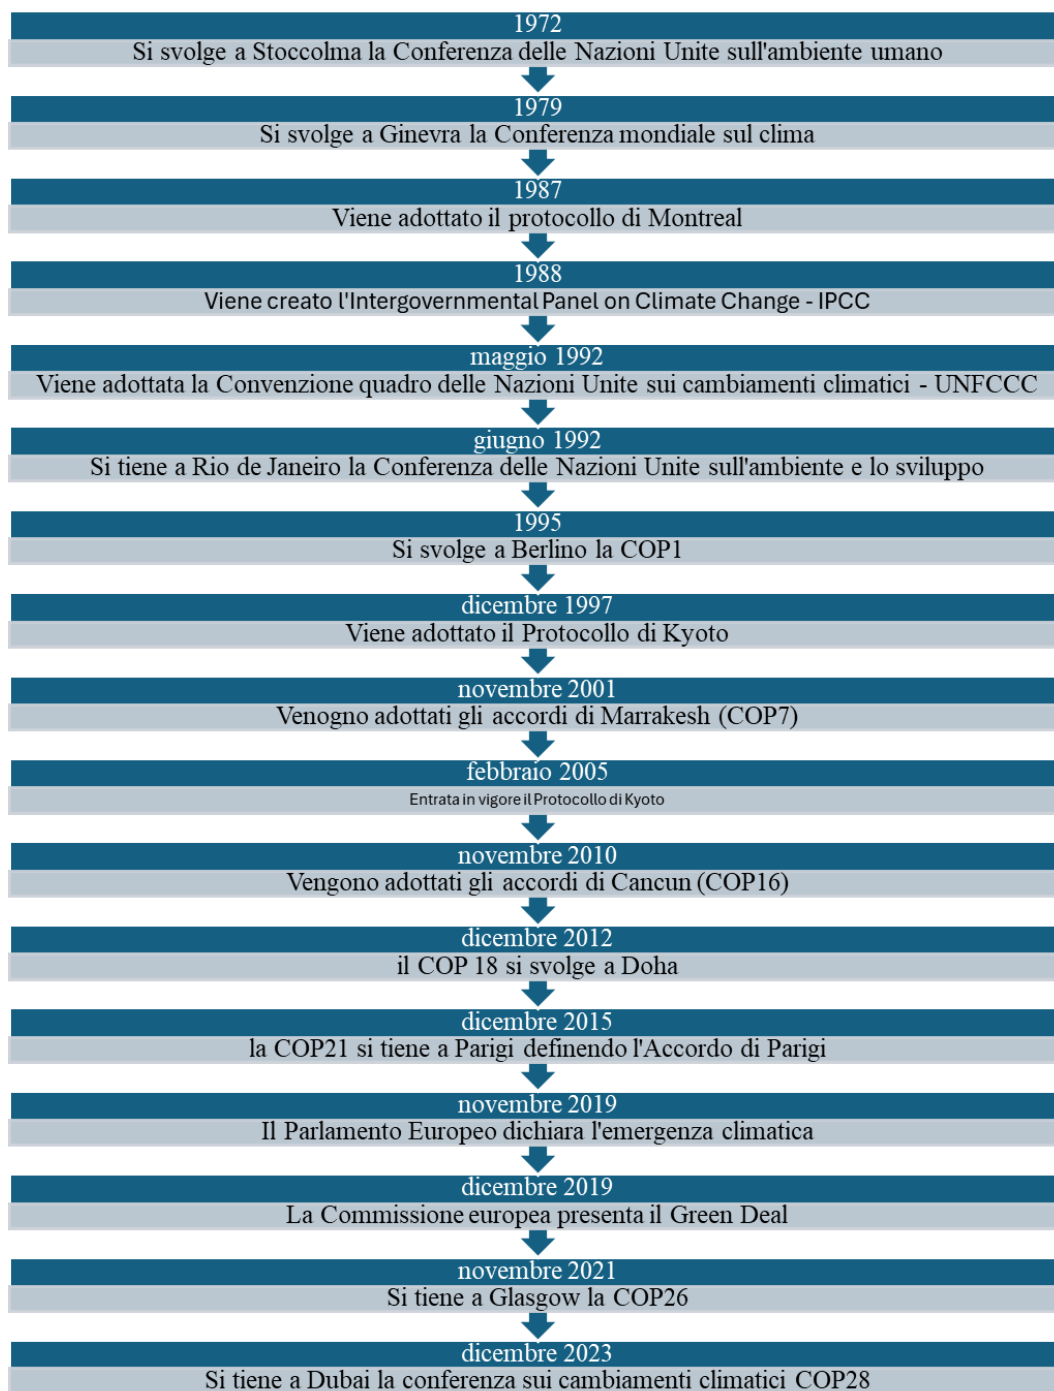 1972
Si svolge a Stoccolma la Conferenza delle Nazioni Unite sull'ambiente umano
1979
Si svolge a Ginevra la Conferenza mondiale sul clima
1987
Viene adottato il protocollo di Montreal
1988
Viene creato l'Intergovernmental Panel on Climate Change - IPCC
maggio 1992
Viene adottata la Convenzione quadro delle Nazioni Unite sui cambiamenti climatici - UNFCCC
giugno 1992
Si tiene a Rio de Janeiro la Conferenza delle Nazioni Unite sull'ambiente e lo sviluppo
1995
Si svolge a Berlino la COP1
dicembre 1997
Viene adottato il Protocollo di Kyoto
novembre 2001
Venogno adottati gli accordi di Marrakesh (COP7)
febbraio 2005
Entrata in vigore il Protocollo di Kyoto
novembre 2010
Vengono adottati gli accordi di Cancun (COP16)
dicembre 2012
il COP 18 si svolge a Doha
dicembre 2015
la COP21 si tiene a Parigi definendo l'Accordo di Parigi
novembre 2019
Il Parlamento Europeo dichiara l'emergenza climatica
dicembre 2019
La Commissione europea presenta il Green Deal
novembre 2021
Si tiene a Glasgow la COP26
dicembre 2023
Si tiene a Dubai la conferenza sui cambiamenti climatici COP28